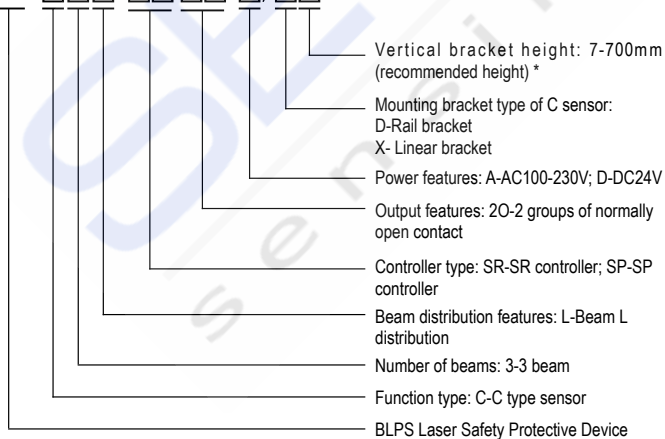 Vertical bracket height: 7-700mm
(recommended height) *
Mounting bracket type of C sensor:
D-Rail bracket
X- Linear bracket
Power features: A-AC100-230V; D-DC24V
Output features: 2O-2 groups of normally
open contact
Controller type: SR-SR controller; SP-SP
controller
Beam distribution features: L-Beam L
distribution
Number of beams: 3-3 beam
Function type: C-C type sensor
BLPS Laser Safety Protective Device